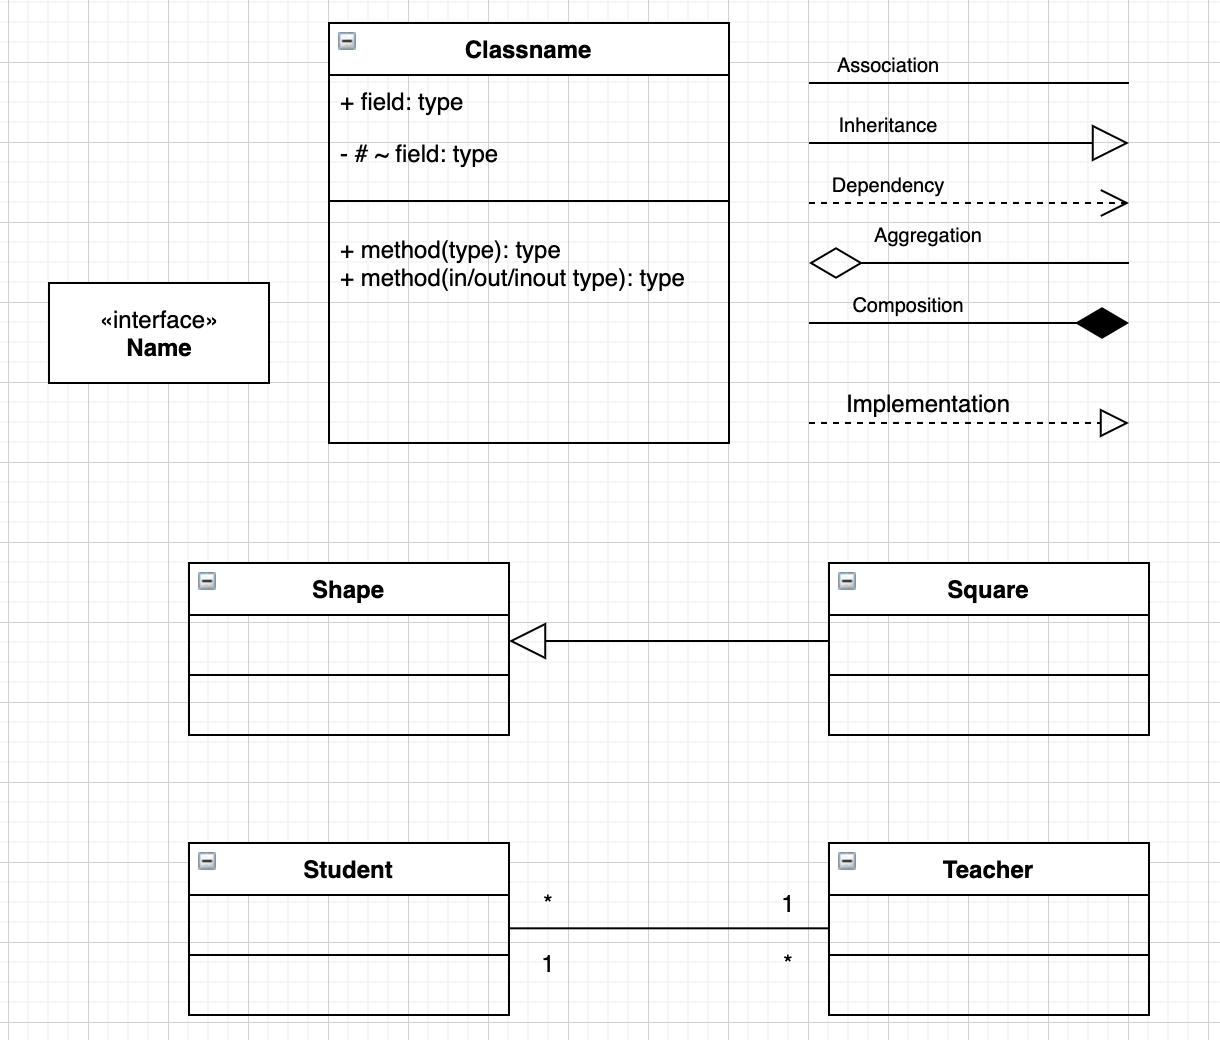 Classname
+ field: type
- # ~ field: type
+ method(type): type
+ method(in/out/inout type): type
«interface»
Name
Association
Inheritance
Dependency
Aggregation
Composition
Implementation
Shape
Square
Student
* 1
1 *
Teacher